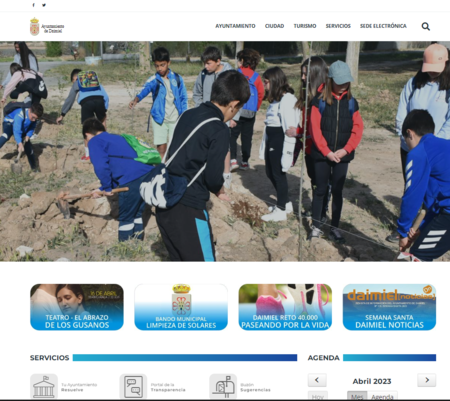 Ayuntamiento
de Daimiel
AYUNTAMIENTO CIUDAD TURISMO SERVICIOS SEDE ELECTRÓNICA
TEATRO - EL ABRAZO
DE LOS GUSANOS
BANDO MUNICIPAL
LIMPIEZA DE SOLARES
DAIMIEL RETO 40.000
PASEANDO POR LA VIDA
daimiel
SEMANA SANTA
DAIMIEL NOTICIAS
SERVICIOS
AGENDA
Tu Ayuntamiento
Resuelve
Portal de la
Transparencia
Buzón
Sugerencias
Abril 2023
Hoy Mes Agenda